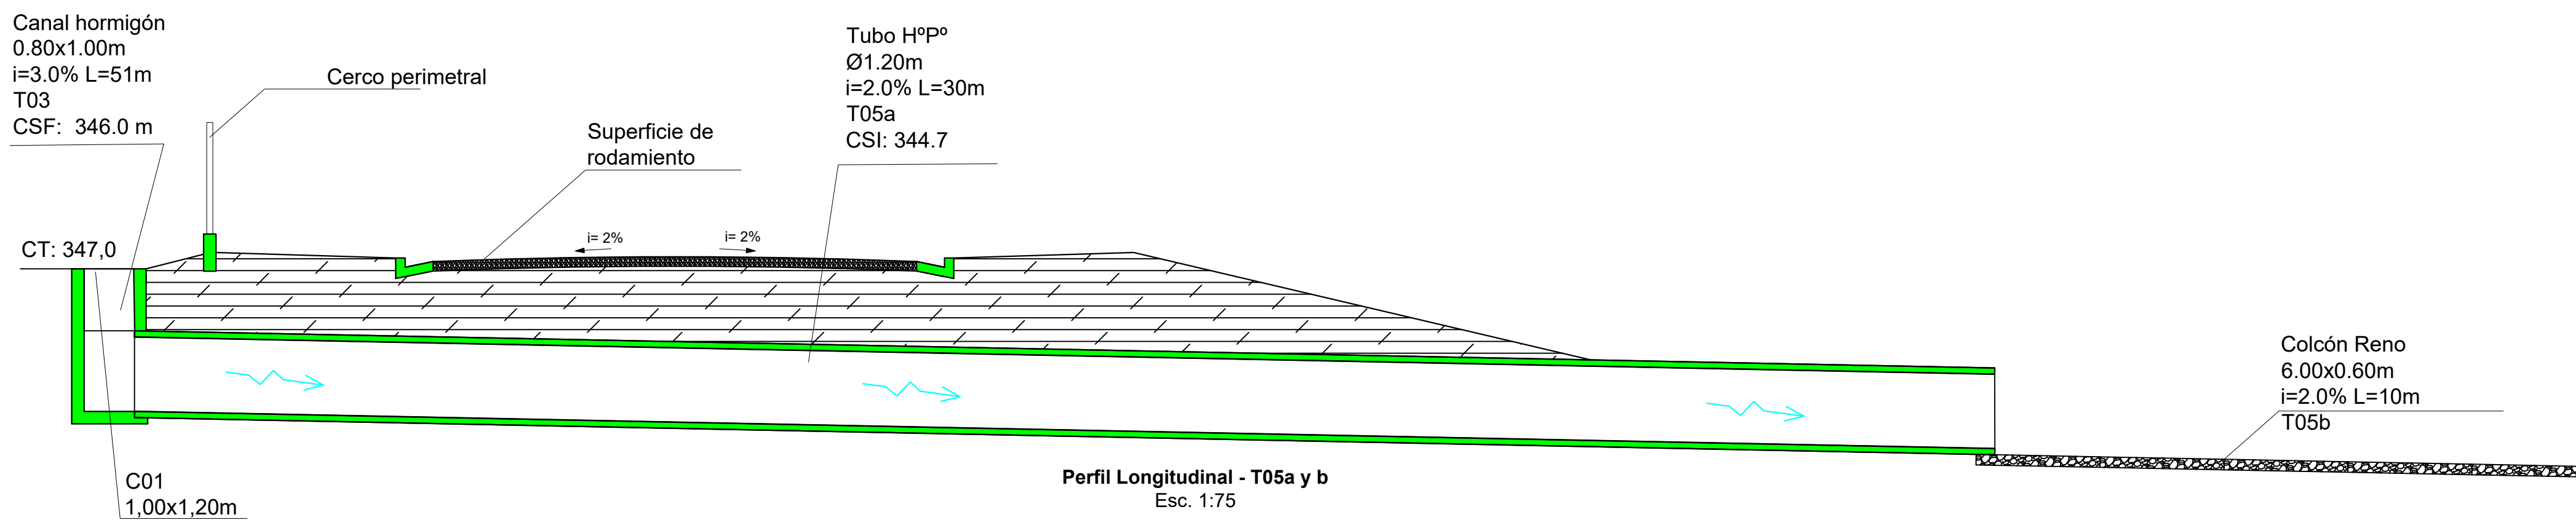 Canal hormigón
0.80x1.00m
i=3.0% L=51m
T03
CSF:  346.0 m
Cerco perimetral
Superficie de
rodamiento
Tubo HºPº
Ø1.20m
i=2.0% L=30m
T05a
CSI: 344.7
CT: 347,0
i= 2%
i= 2%
Colcón Reno
6.00x0.60m
i=2.0% L=10m
T05b
C01
1,00x1,20m
Perfil Longitudinal - T05a y b
Esc. 1:75